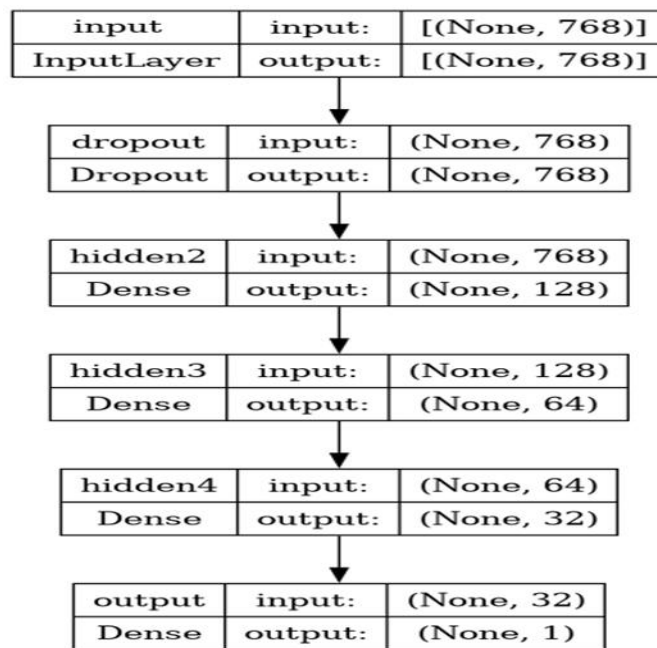 input input: [(None, 768)]
InputLayer output: [(None, 768)]
dropout input: (None, 768)
Dropout output: (None, 768)
hidden2 input: (None, 768)
Dense output: (None, 128)
hidden3 input: (None, 128)
Dense output: (None, 64)
hidden4 input: (None, 64)
Dense output: (None, 32)
output input: (None, 32)
Dense output: (None, 1)